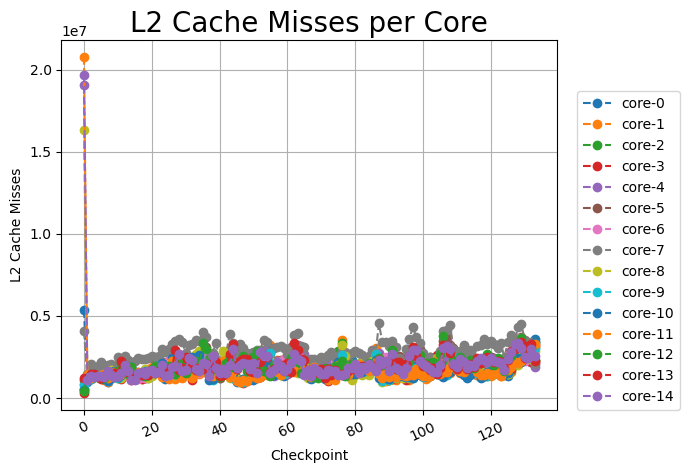 L2 Cache Misses per Core
1e7
2.0
1.5
1.0
0.5
0.0
L2 Cache Misses
0
20
40
60
80
100
120
Checkpoint
core-0
core-1
core-2
core-3
core-4
core-5
core-6
core-7
core-8
core-9
core-10
core-11
core-12
core-13
core-14